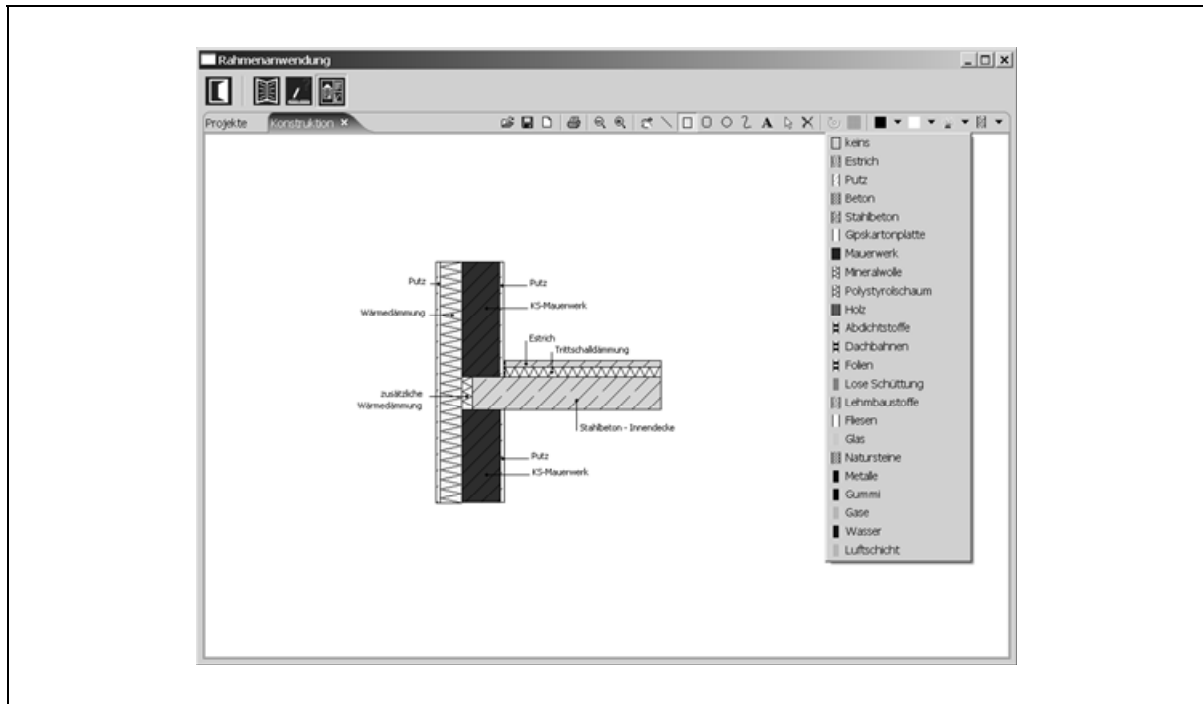 Rahmenanwendung
Projekte
Konstruktion
A
keins
Estrich
Putz
Beton
Stahlbeton
Gipskartonplatte
Mauerwerk
Mineralwolle
Polystyrolschaum
Holz
Abdichtstoffe
Dachbahnen
Folien
Lose Schüttung
Lehmbaustoffe
Fliesen
Glas
Natursteine
Metalle
Gummi
Gase
Wasser
Luftschicht
Putz
Putz
Wärmedämmung
KS-Mauerwerk
Estrich
Trittschalldämmung
zusätzliche
Wärmedämmung
Stahlbeton - Innendecke
Putz
KS-Mauerwerk